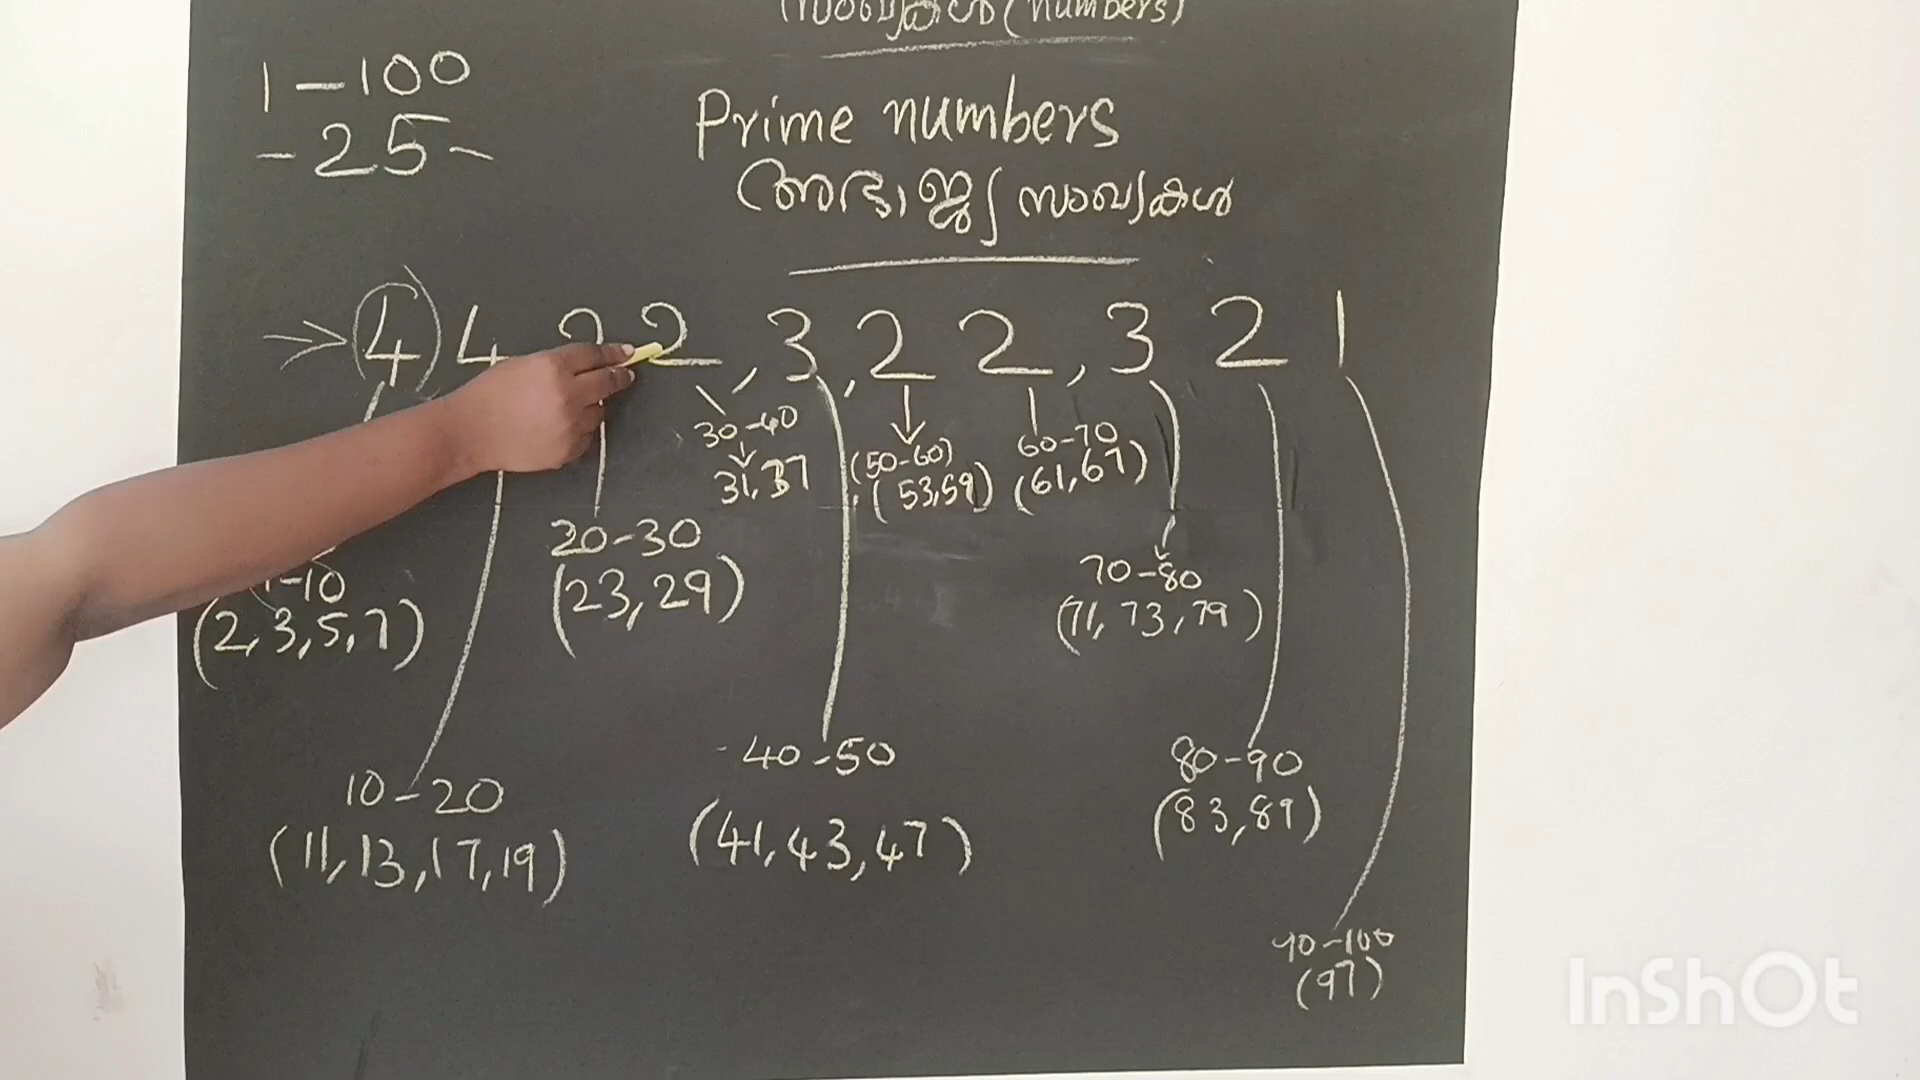 സംഖ്യകൾ (numbers)
1 – 100
– 25 –
Prime numbers
അഭാജ്യ സംഖ്യകൾ
4 4 2 2 , 3 , 2 2 , 3 2 1
30-40
31, 37
(50-60)
(53,59)
60-70
(61,67)
20-30
(23, 29)
70-80
(71, 73, 79)
1-10
(2, 3, 5, 7)
40-50
(41, 43, 47)
80-90
(83, 89)
10-20
(11, 13, 17, 19)
90-100
(97)
InShOt